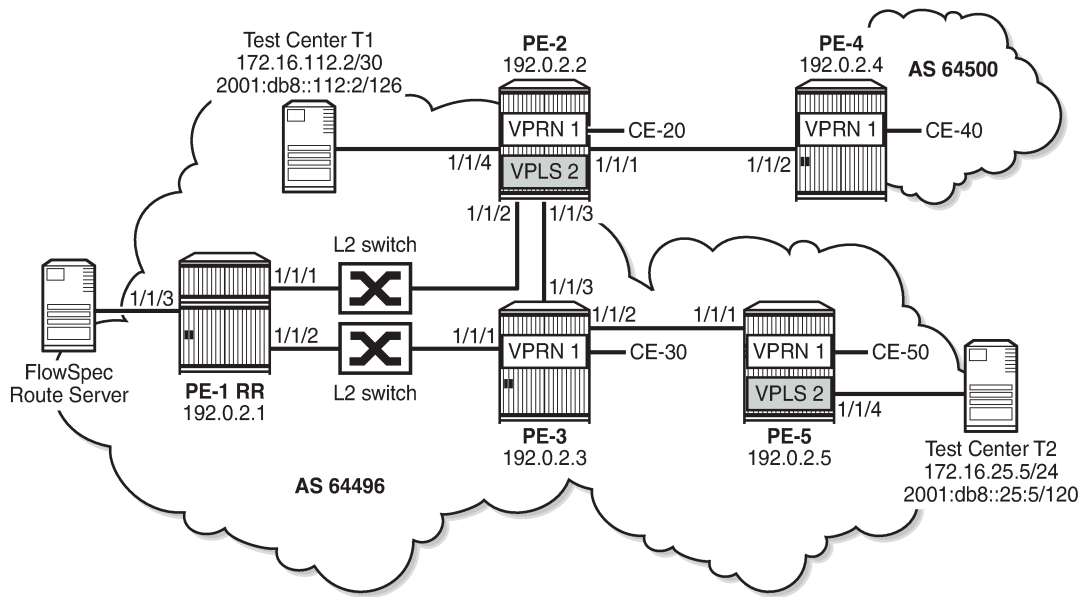 Test Center T1
172.16.112.2/30
2001:db8::112:2/126
PE-2
192.0.2.2
PE-4
192.0.2.4
AS 64500
VPRN 1
CE-20
VPRN 1
CE-40
1/1/4
VPLS 2
1/1/1
1/1/2
1/1/2
1/1/3
L2 switch
1/1/1
1/1/3
1/1/3
1/1/2
1/1/1
1/1/2
1/1/1
VPRN 1
CE-30
VPRN 1
CE-50
FlowSpec
Route Server
PE-1 RR
192.0.2.1
L2 switch
VPLS 2
1/1/4
PE-3
192.0.2.3
PE-5
192.0.2.5
Test Center T2
172.16.25.5/24
2001:db8::25:5/120
AS 64496